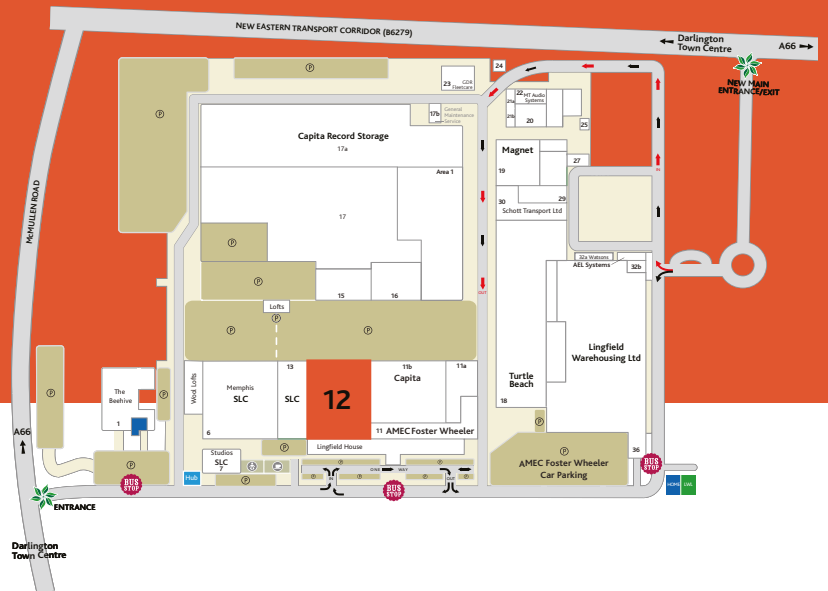 NEW EASTERN TRANSPORT CORRIDOR (B6279)
Darlington
Town Centre
A66
NEW MAIN
ENTRANCE/EXIT
McMULLEN ROAD
P
P
23
GDR
Fleetcare
24
17b
General
Maintenance
Service
Capita Record Storage
17a
Area 1
17
P
P
15
16
21a
21b
22
MT Audio
Systems
20
25
Magnet
19
27
IN
30
29
Schott Transport Ltd
32a Watsons
AEL Systems
32b
OUT
Lofts
P
P
P
Lingfield
Warehousing Ltd
Turtle
Beach
18
P
The
Beehive
1
P
P
Wool Lofts
Memphis
SLC
6
13
SLC
12
11b
Capita
11a
11 AMEC Foster Wheeler
Lingfield House
P
Studios
SLC
7
P
P
P
ONE WAY
P
P
P
P
IN
OUT
P
AMEC Foster Wheeler
Car Parking
36
BUS
STOP
BUS
STOP
BUS
STOP
Hub
HOME
LWS
A66
P
ENTRANCE
Darlington
Town Centre